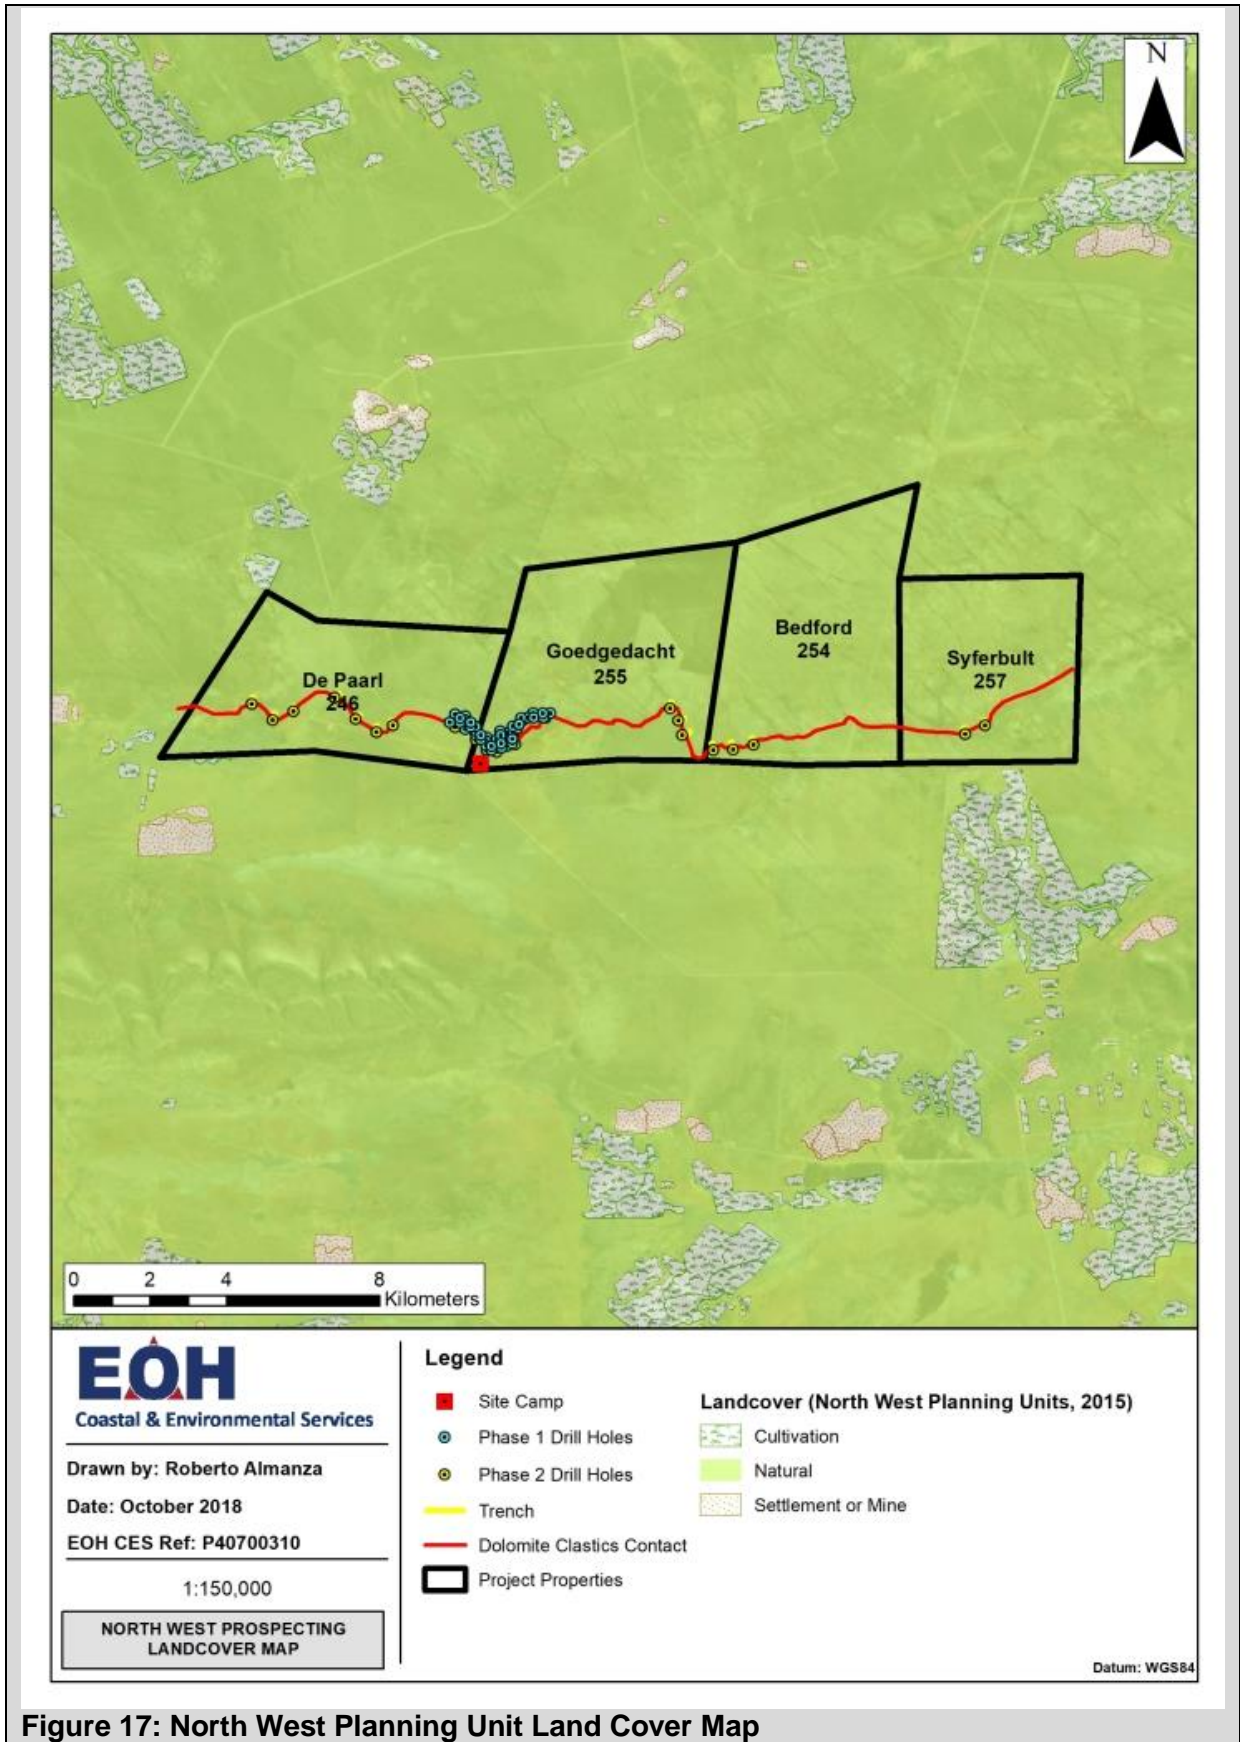 N
De Paarl
246
Goedgedacht
255
Bedford
254
Syferbult
257
0 2 4 8
Kilometers
EOH
Coastal & Environmental Services
Drawn by: Roberto Almanza
Date: October 2018
EOH CES Ref: P40700310
1:150,000
NORTH WEST PROSPECTING
LANDCOVER MAP
Legend
Site Camp
Phase 1 Drill Holes
Phase 2 Drill Holes
Trench
Dolomite Clastics Contact
Project Properties
Landcover (North West Planning Units, 2015)
Cultivation
Natural
Settlement or Mine
Datum: WGS84
Figure 17: North West Planning Unit Land Cover Map